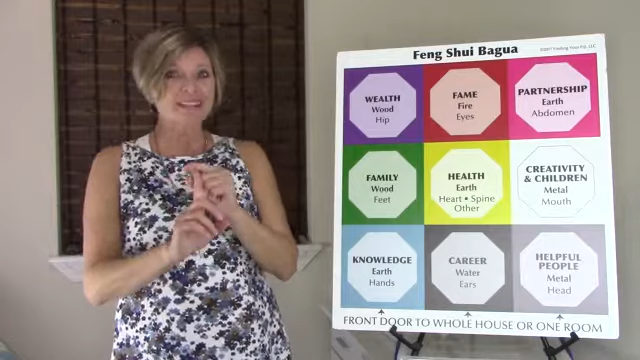 Feng Shui Bagua
WEALTH
Wood
Hip
FAME
Fire
Eyes
PARTNERSHIP
Earth
Abdomen
FAMILY
Wood
Feet
HEALTH
Earth
Heart • Spine
Other
CREATIVITY
& CHILDREN
Metal
Mouth
KNOWLEDGE
Earth
Hands
CAREER
Water
Ears
HELPFUL
PEOPLE
Metal
Head
FRONT DOOR TO WHOLE HOUSE OR ONE ROOM